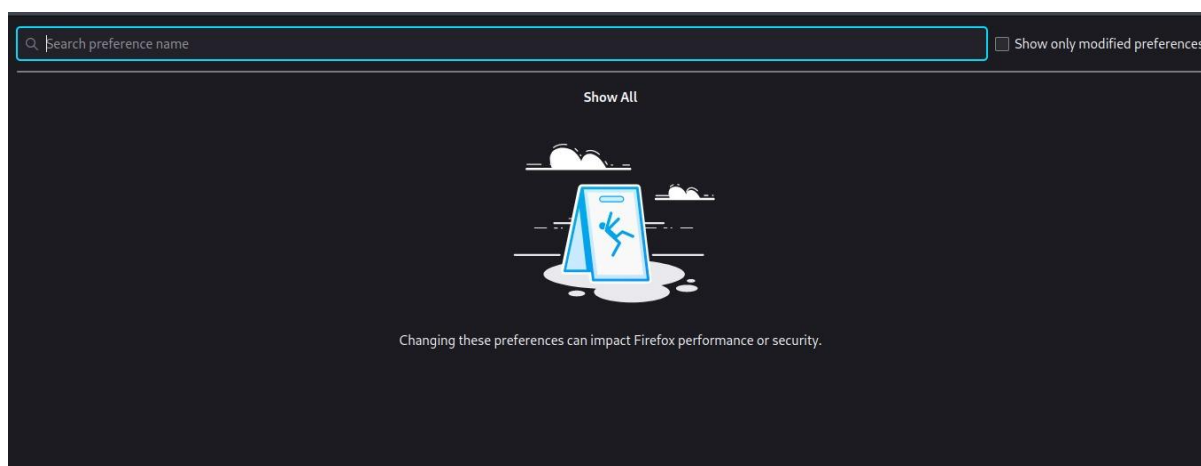 Search preference name
Show only modified preferences
Show All
Changing these preferences can impact Firefox performance or security.